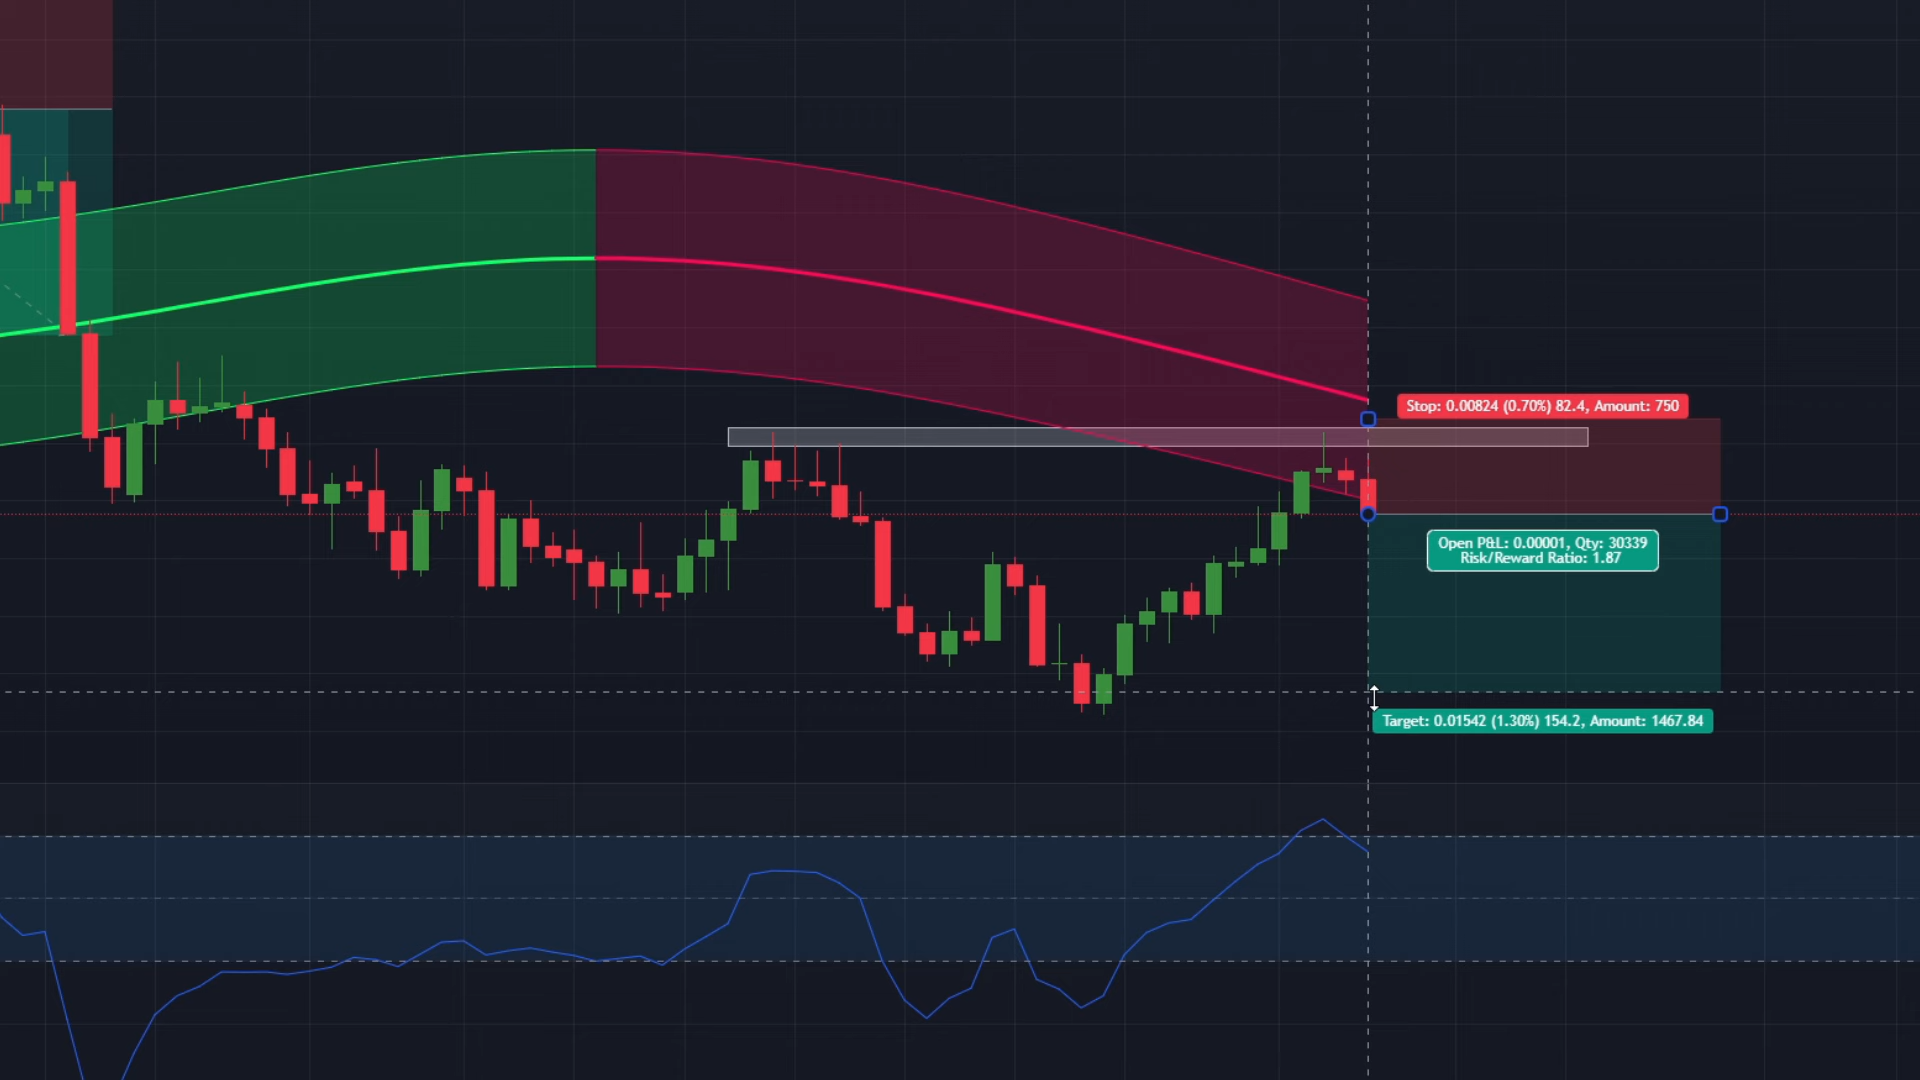 Stop: 0.00824 (0.70%) 82.4, Amount: 750
Open P&L: 0.00001, Qty: 30339
Risk/Reward Ratio: 1.87
Target: 0.01542 (1.30%) 154.2, Amount: 1467.84